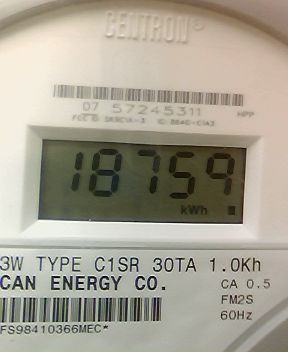 CENTRON®
07 57245311 HPP
18759
kWh
3W TYPE C1SR 30TA 1.0Kh
CAN ENERGY CO.
CA 0.5
FM2S
60Hz
FS98410366MEC*